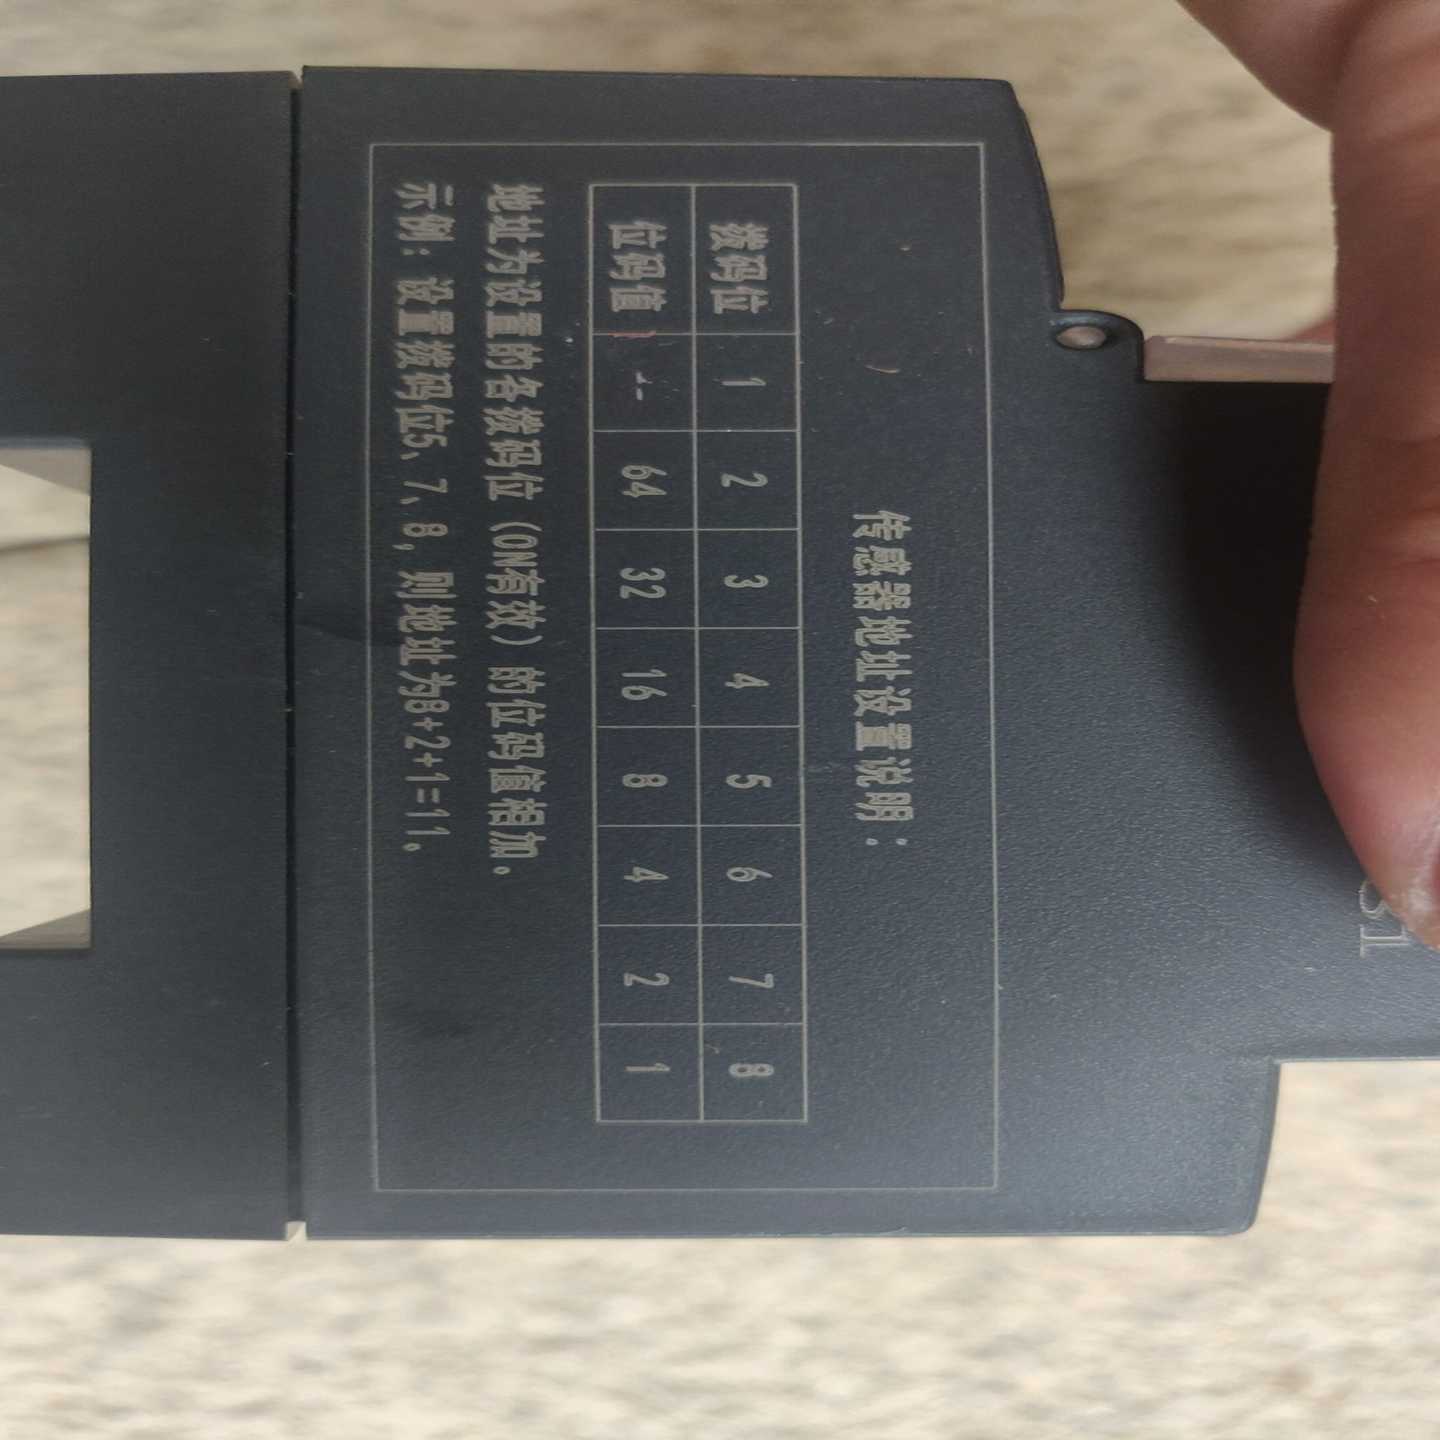 传感器地址设置说明：
拨码位 1 2 3 4 5 6 7 8
位码值 -- 64 32 16 8 4 2 1
地址为设置的各拨码位（ON有效）的位码值相加。
示例：设置拨码位5、7、8，则地址为8+2+1=11。